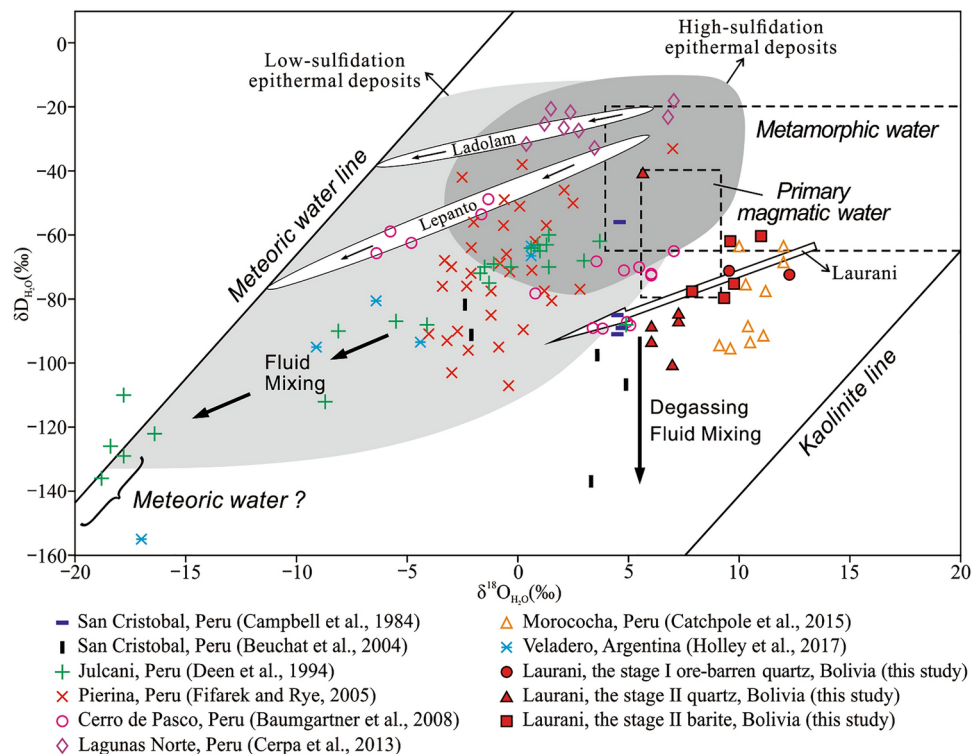 High-sulfidation
epithermal deposits
Low-sulfidation
epithermal deposits
0
−20
−40
−60
−80
−100
−120
−140
−160
δD H₂O(‰)
Meteoric water line
Ladolam
Lepanto
Metamorphic water
Primary
magmatic water
Laurani
Fluid
Mixing
Degassing
Fluid Mixing
Kaolinite line
Meteoric water ?
−20
−15
−10
−5
0
5
10
15
20
δ¹⁸O H₂O(‰)
San Cristobal, Peru (Campbell et al., 1984)
San Cristobal, Peru (Beuchat et al., 2004)
Julcani, Peru (Deen et al., 1994)
Pierina, Peru (Fifarek and Rye, 2005)
Cerro de Pasco, Peru (Baumgartner et al., 2008)
Lagunas Norte, Peru (Cerpa et al., 2013)
Morococha, Peru (Catchpole et al., 2015)
Veladero, Argentina (Holley et al., 2017)
Laurani, the stage I ore-barren quartz, Bolivia (this study)
Laurani, the stage II quartz, Bolivia (this study)
Laurani, the stage II barite, Bolivia (this study)